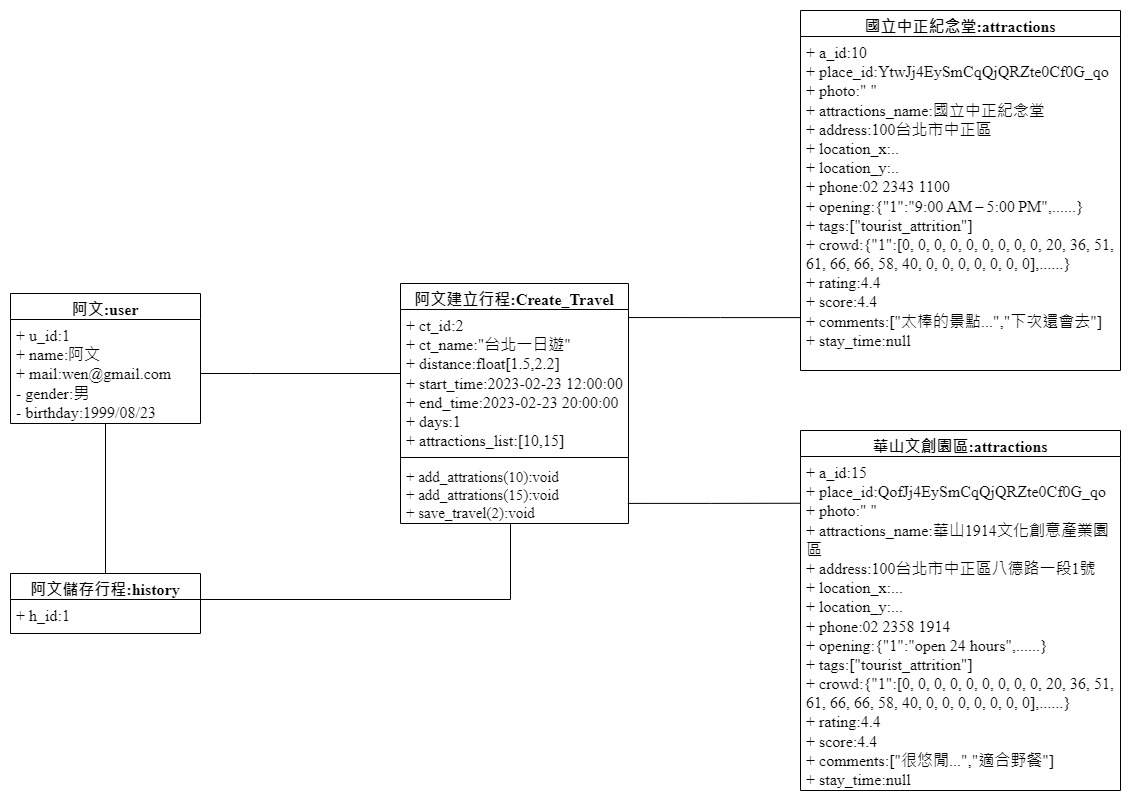 國立中正紀念堂:attractions
+ a_id:10
+ place_id:YtwJj4EySmCqQjQRZte0Cf0G_qo
+ photo:" "
+ attractions_name:國立中正紀念堂
+ address:100台北市中正區
+ location_x:..
+ location_y:..
+ phone:02 2343 1100
+ opening:{"1":"9:00 AM – 5:00 PM",......}
+ tags:["tourist_attrition"]
+ crowd:{"1":[0, 0, 0, 0, 0, 0, 0, 0, 0, 20, 36, 51,
61, 66, 66, 58, 40, 0, 0, 0, 0, 0, 0, 0],......}
+ rating:4.4
+ score:4.4
+ comments:["太棒的景點...","下次還會去"]
+ stay_time:null
阿文:user
+ u_id:1
+ name:阿文
+ mail:wen@gmail.com
- gender:男
- birthday:1999/08/23
阿文建立行程:Create_Travel
+ ct_id:2
+ ct_name:"台北一日遊"
+ distance:float[1.5,2.2]
+ start_time:2023-02-23 12:00:00
+ end_time:2023-02-23 20:00:00
+ days:1
+ attractions_list:[10,15]
+ add_attrations(10):void
+ add_attrations(15):void
+ save_travel(2):void
華山文創園區:attractions
+ a_id:15
+ place_id:QofJj4EySmCqQjQRZte0Cf0G_qo
+ photo:" "
+ attractions_name:華山1914文化創意產業園
區
+ address:100台北市中正區八德路一段1號
+ location_x:...
+ location_y:...
+ phone:02 2358 1914
+ opening:{"1":"open 24 hours",......}
+ tags:["tourist_attrition"]
+ crowd:{"1":[0, 0, 0, 0, 0, 0, 0, 0, 0, 20, 36, 51,
61, 66, 66, 58, 40, 0, 0, 0, 0, 0, 0, 0],......}
+ rating:4.4
+ score:4.4
+ comments:["很悠閒...","適合野餐"]
+ stay_time:null
阿文儲存行程:history
+ h_id:1